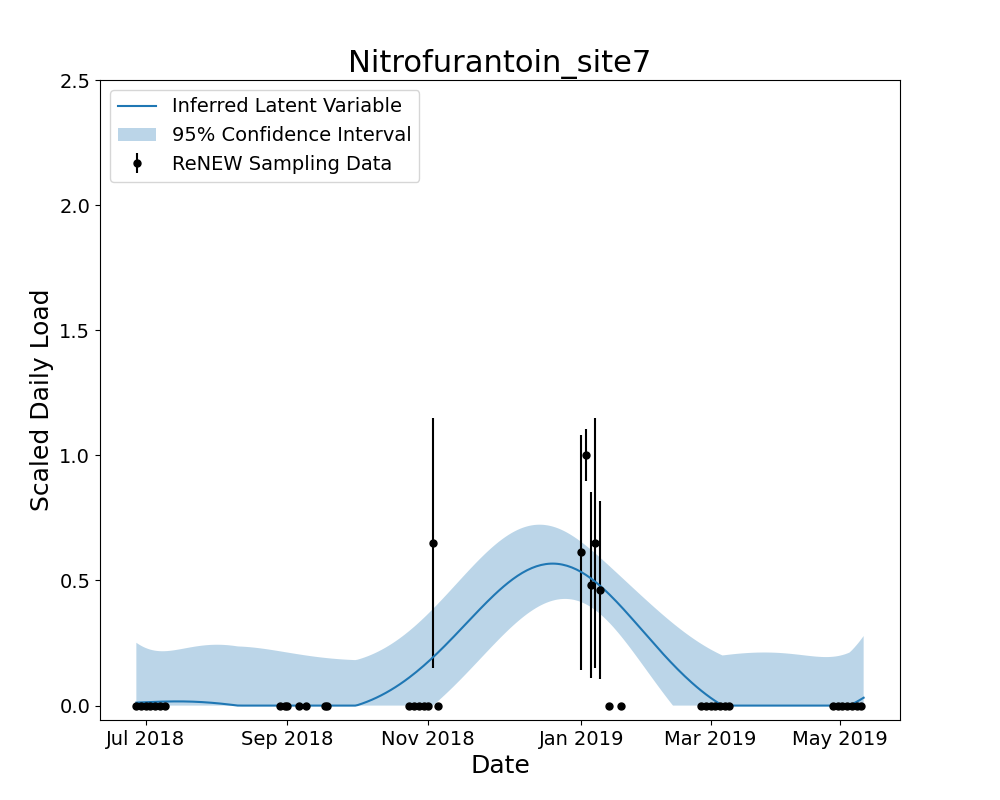 Nitrofurantoin_site7
Inferred Latent Variable
95% Confidence Interval
ReNEW Sampling Data
Scaled Daily Load
2.5
2.0
1.5
1.0
0.5
0.0
Jul 2018 Sep 2018 Nov 2018 Jan 2019 Mar 2019 May 2019
Date